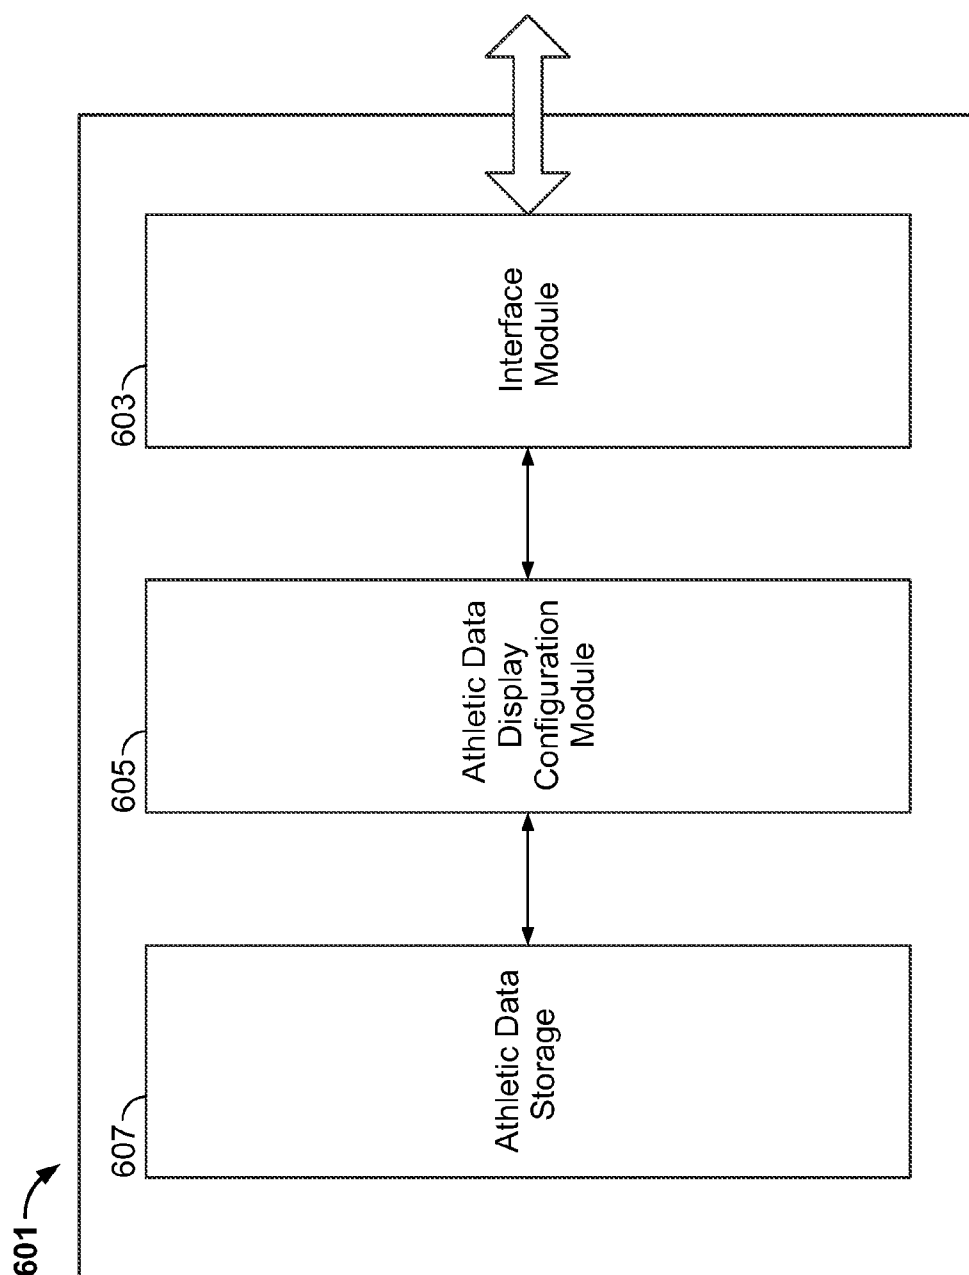 601
607
Athletic Data
Storage
605
Athletic Data
Display
Configuration
Module
603
Interface
Module